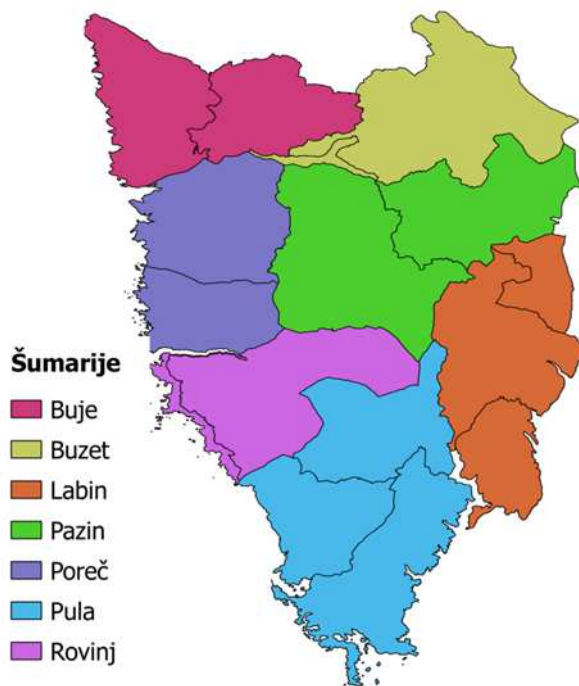 Šumarije
Buje
Buzet
Labin
Pazin
Poreč
Pula
Rovinj